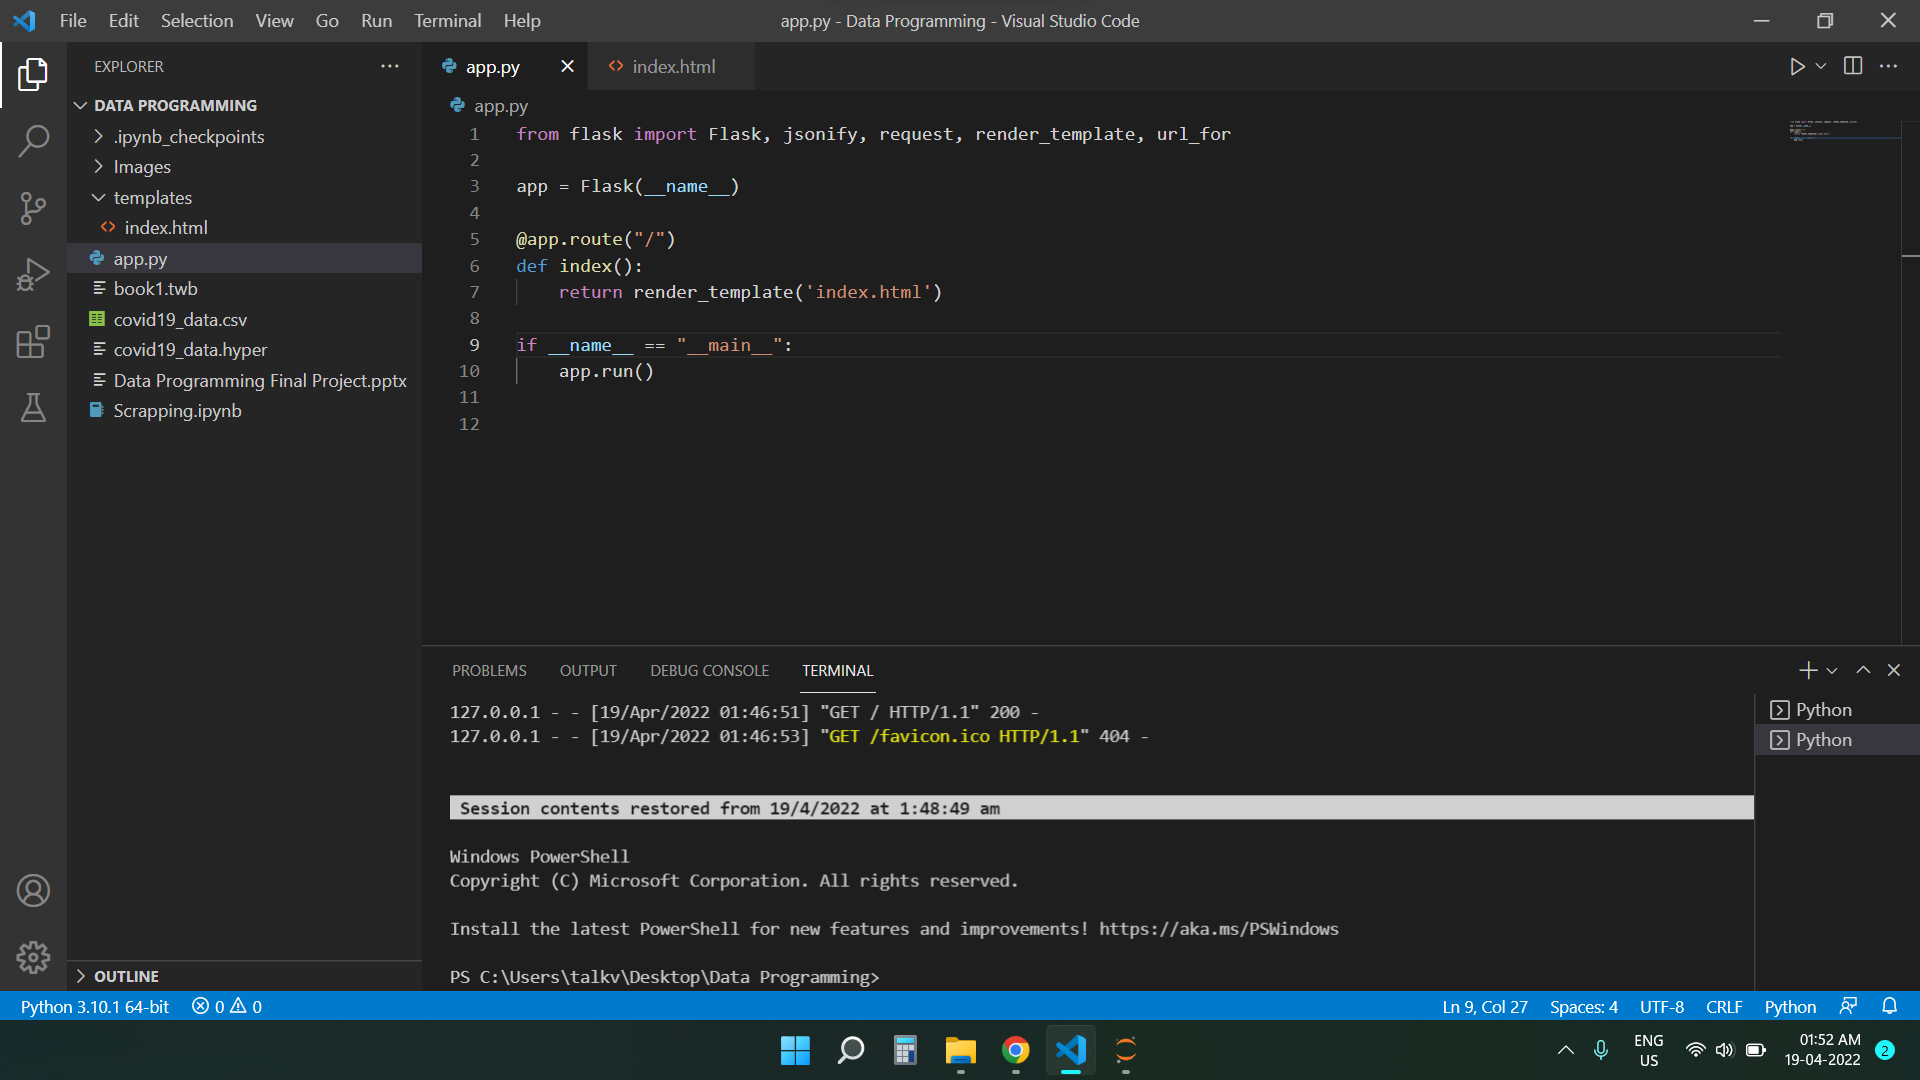 File Edit Selection View Go Run Terminal Help
app.py - Data Programming - Visual Studio Code
EXPLORER
DATA PROGRAMMING
.ipynb_checkpoints
Images
templates
index.html
app.py
book1.twb
covid19_data.csv
covid19_data.hyper
Data Programming Final Project.pptx
Scrapping.ipynb
OUTLINE
app.py
index.html
app.py
1 from flask import Flask, jsonify, request, render_template, url_for
2
3 app = Flask(__name__)
4
5 @app.route("/")
6 def index():
7 return render_template('index.html')
8
9 if __name__ == "__main__":
10 app.run()
11
12
PROBLEMS OUTPUT DEBUG CONSOLE TERMINAL
127.0.0.1 - - [19/Apr/2022 01:46:51] "GET / HTTP/1.1" 200 -
127.0.0.1 - - [19/Apr/2022 01:46:53] "GET /favicon.ico HTTP/1.1" 404 -
Session contents restored from 19/4/2022 at 1:48:49 am
Windows PowerShell
Copyright (C) Microsoft Corporation. All rights reserved.
Install the latest PowerShell for new features and improvements! https://aka.ms/PSWindows
PS C:\Users\talkv\Desktop\Data Programming>
Python
Python
Python 3.10.1 64-bit 0 0
Ln 9, Col 27 Spaces: 4 UTF-8 CRLF Python
ENG
US
01:52 AM
19-04-2022
2